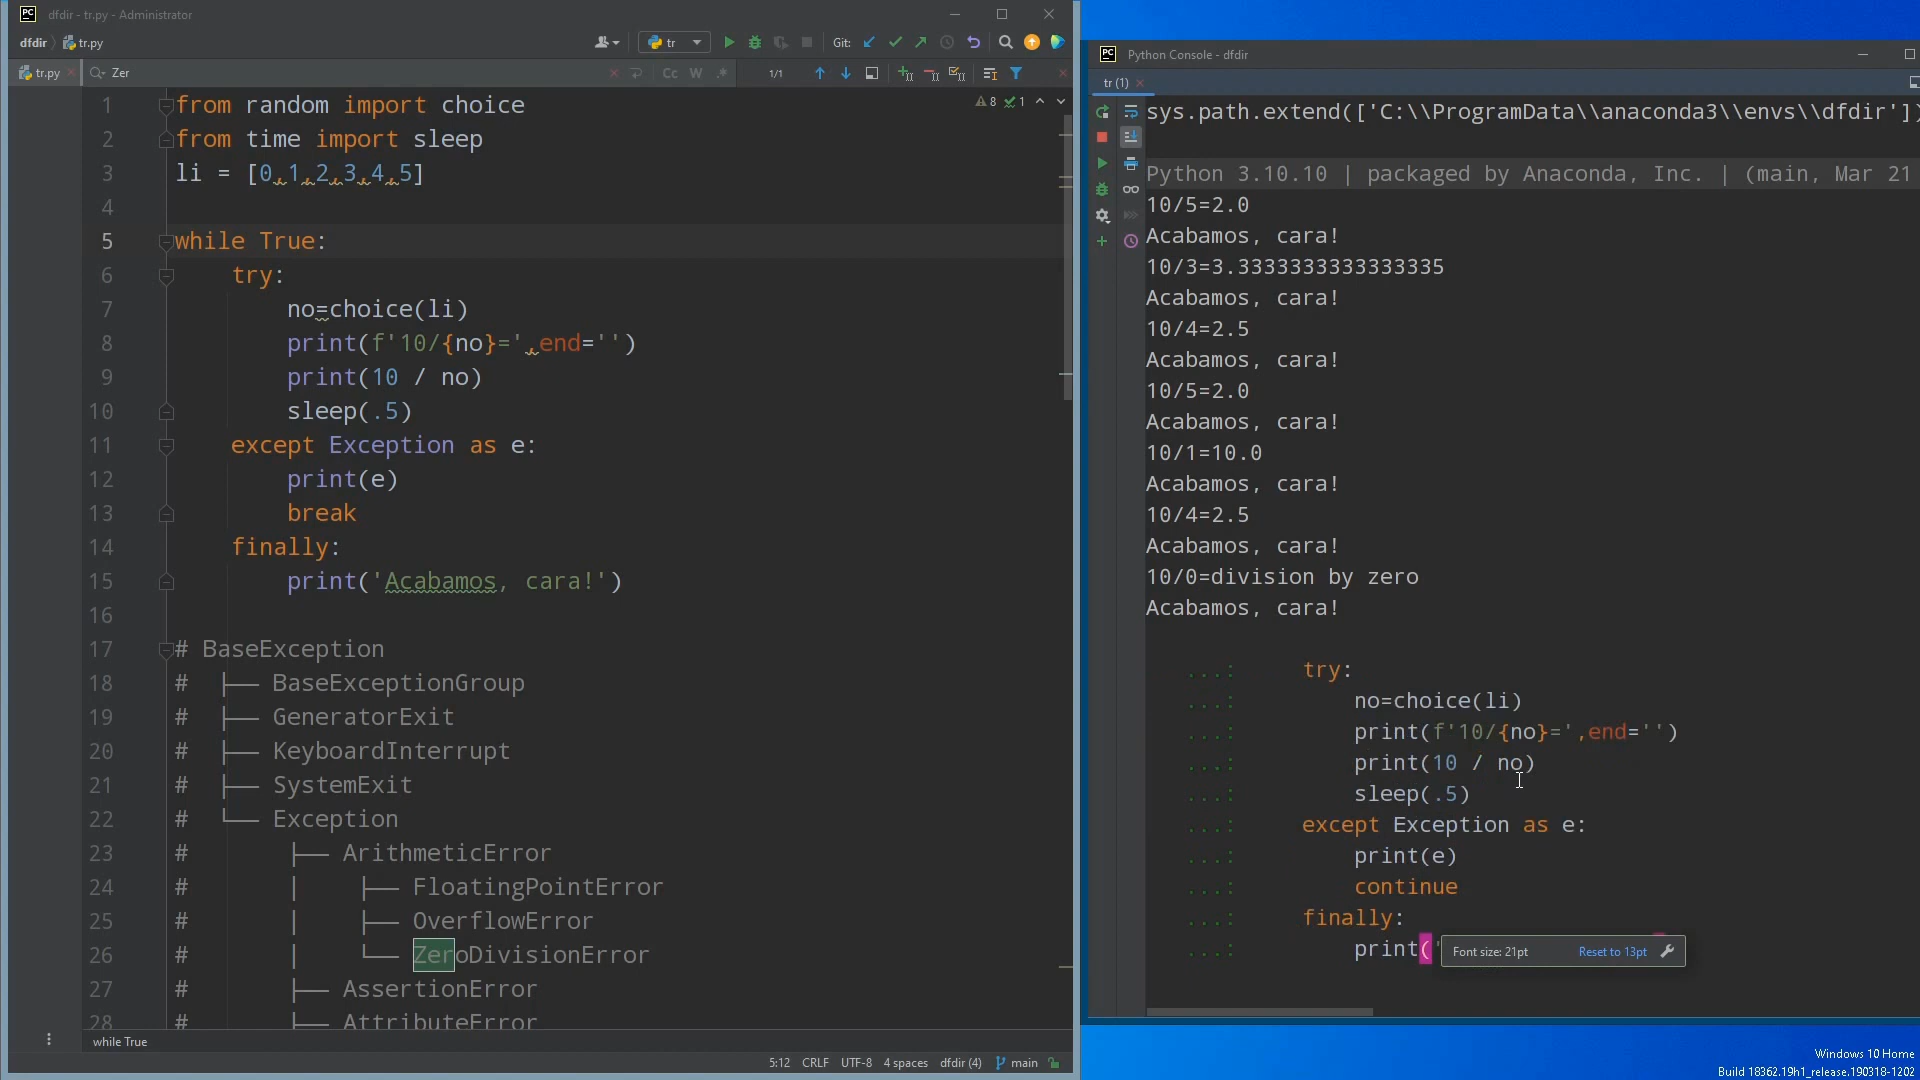 dfdir - tr.py - Administrator
dfdir tr.py
tr
Git:
tr.py
Zer
Cc W .*
1/1
8 1
1 from random import choice
2 from time import sleep
3 li = [0,1,2,3,4,5]
4
5 while True:
6 try:
7 no=choice(li)
8 print(f'10/{no}=',end='')
9 print(10 / no)
10 sleep(.5)
11 except Exception as e:
12 print(e)
13 break
14 finally:
15 print('Acabamos, cara!')
16
17 # BaseException
18 # ├── BaseExceptionGroup
19 # ├── GeneratorExit
20 # ├── KeyboardInterrupt
21 # ├── SystemExit
22 # └── Exception
23 # ├── ArithmeticError
24 # │ ├── FloatingPointError
25 # │ ├── OverflowError
26 # │ └── ZeroDivisionError
27 # ├── AssertionError
28 # ├── AttributeError
while True
5:12 CRLF UTF-8 4 spaces dfdir (4) main
Python Console - dfdir
tr (1)
sys.path.extend(['C:\\ProgramData\\anaconda3\\envs\\dfdir'])
Python 3.10.10 | packaged by Anaconda, Inc. | (main, Mar 21
10/5=2.0
Acabamos, cara!
10/3=3.3333333333333335
Acabamos, cara!
10/4=2.5
Acabamos, cara!
10/5=2.0
Acabamos, cara!
10/1=10.0
Acabamos, cara!
10/4=2.5
Acabamos, cara!
10/0=division by zero
Acabamos, cara!
...: try:
...: no=choice(li)
...: print(f'10/{no}=',end='')
...: print(10 / no)
...: sleep(.5)
...: except Exception as e:
...: print(e)
...: continue
...: finally:
...: print('
Font size: 21pt Reset to 13pt
Windows 10 Home
Build 18362.19h1_release.190318-1202